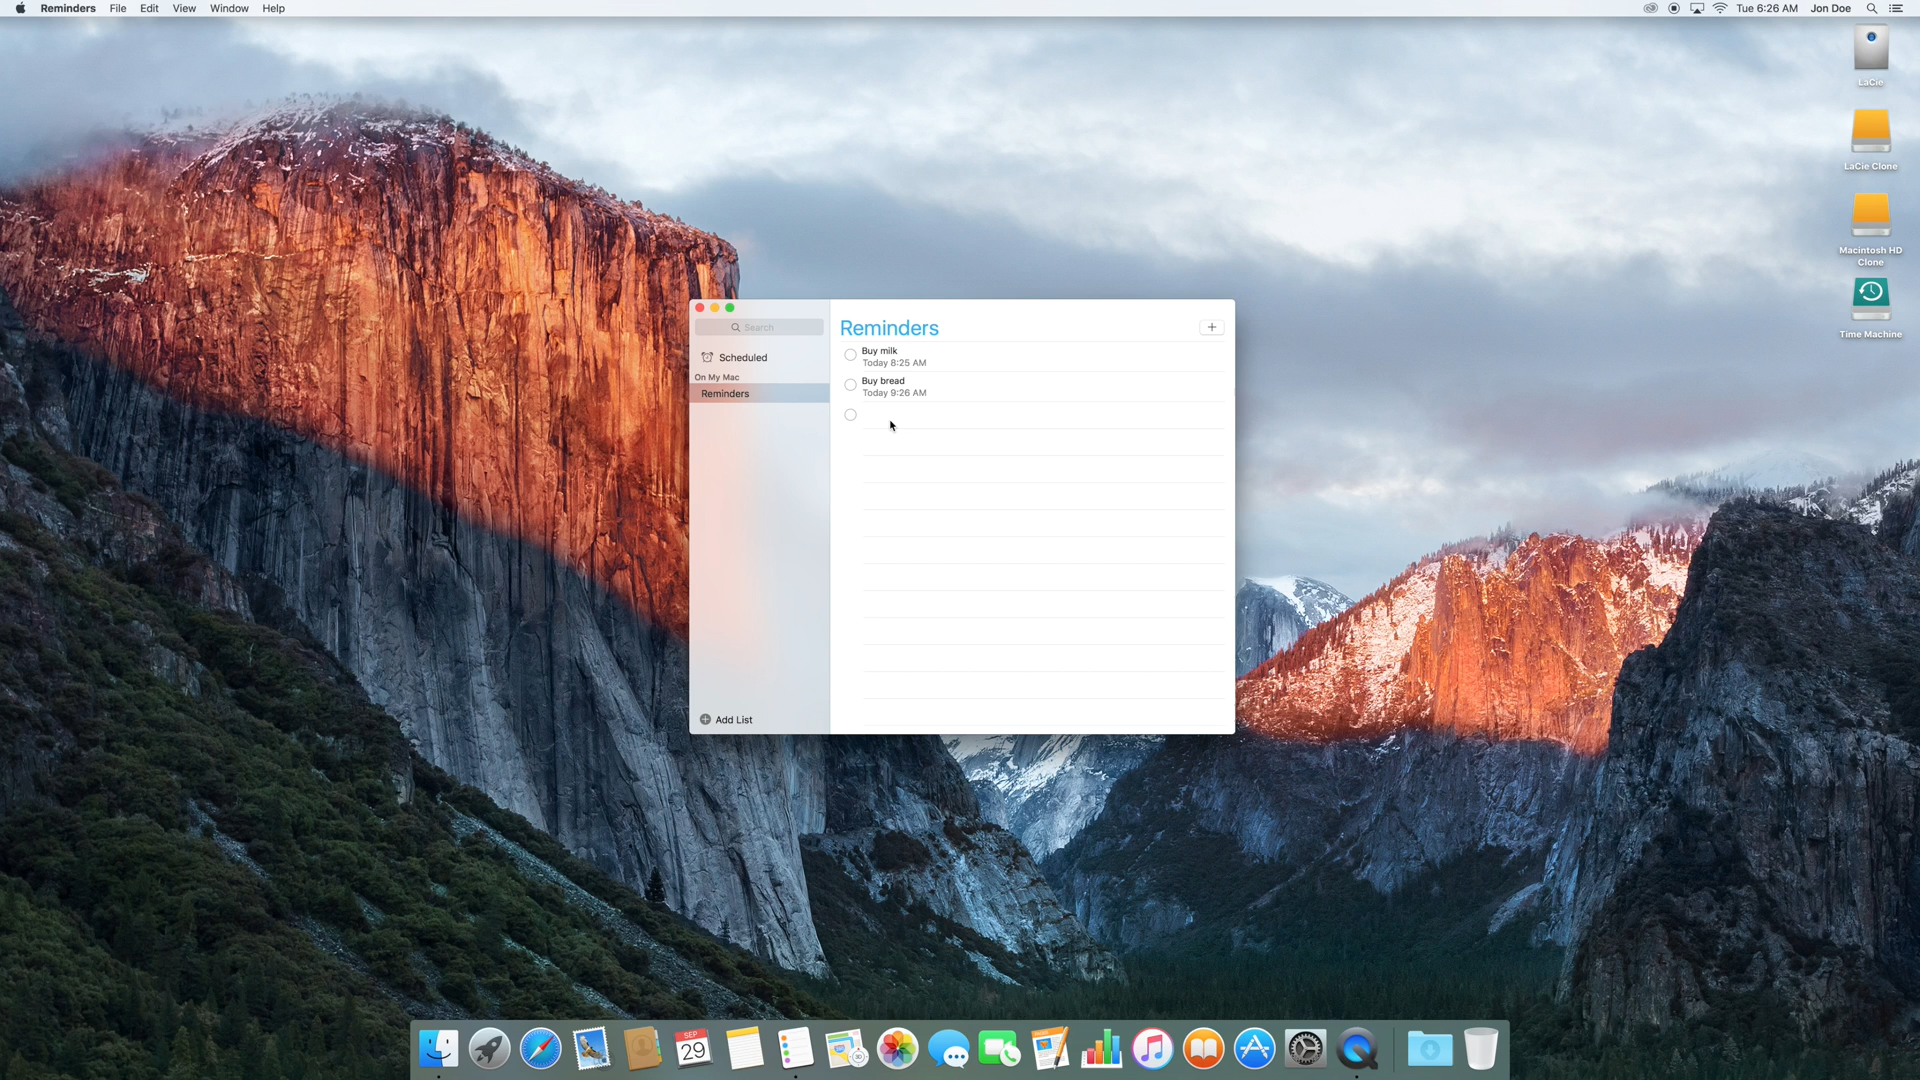 Reminders File Edit View Window Help
Tue 6:26 AM Jon Doe
LaCie
LaCie Clone
Macintosh HD
Clone
Time Machine
Search
Scheduled
On My Mac
Reminders
Add List
Reminders
Buy milk
Today 8:25 AM
Buy bread
Today 9:26 AM
SEP
29